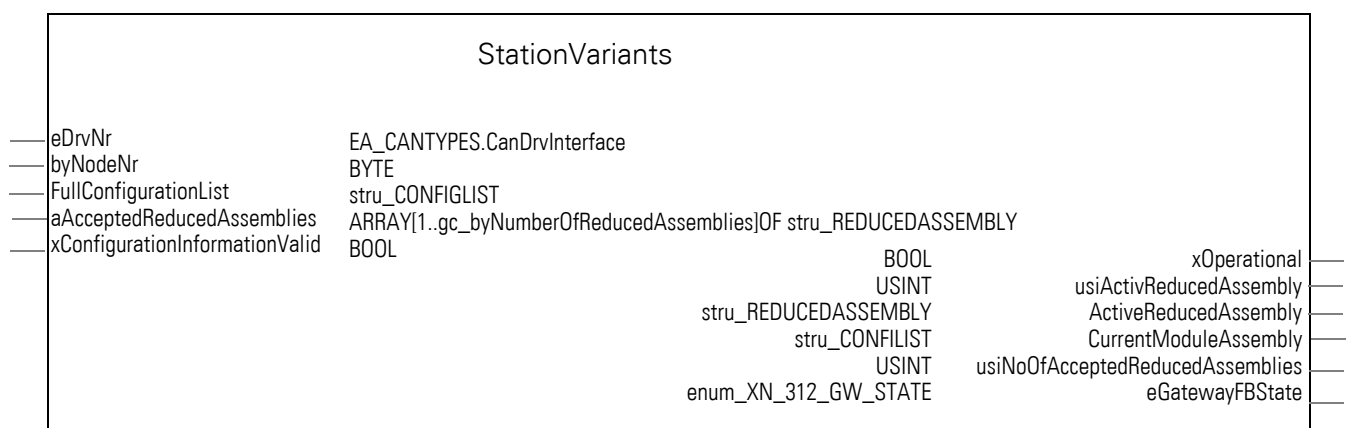 StationVariants
eDrvNr EA_CANTYPES.CanDrvInterface
byNodeNr BYTE
FullConfigurationList stru_CONFIGLIST
aAcceptedReducedAssemblies ARRAY[1..gc_byNumberOfReducedAssemblies]OF stru_REDUCEDASSEMBLY
xConfigurationInformationValid BOOL
BOOL xOperational
USINT usiActivReducedAssembly
stru_REDUCEDASSEMBLY ActiveReducedAssembly
stru_CONFILIST CurrentModuleAssembly
USINT usiNoOfAcceptedReducedAssemblies
enum_XN_312_GW_STATE eGatewayFBState